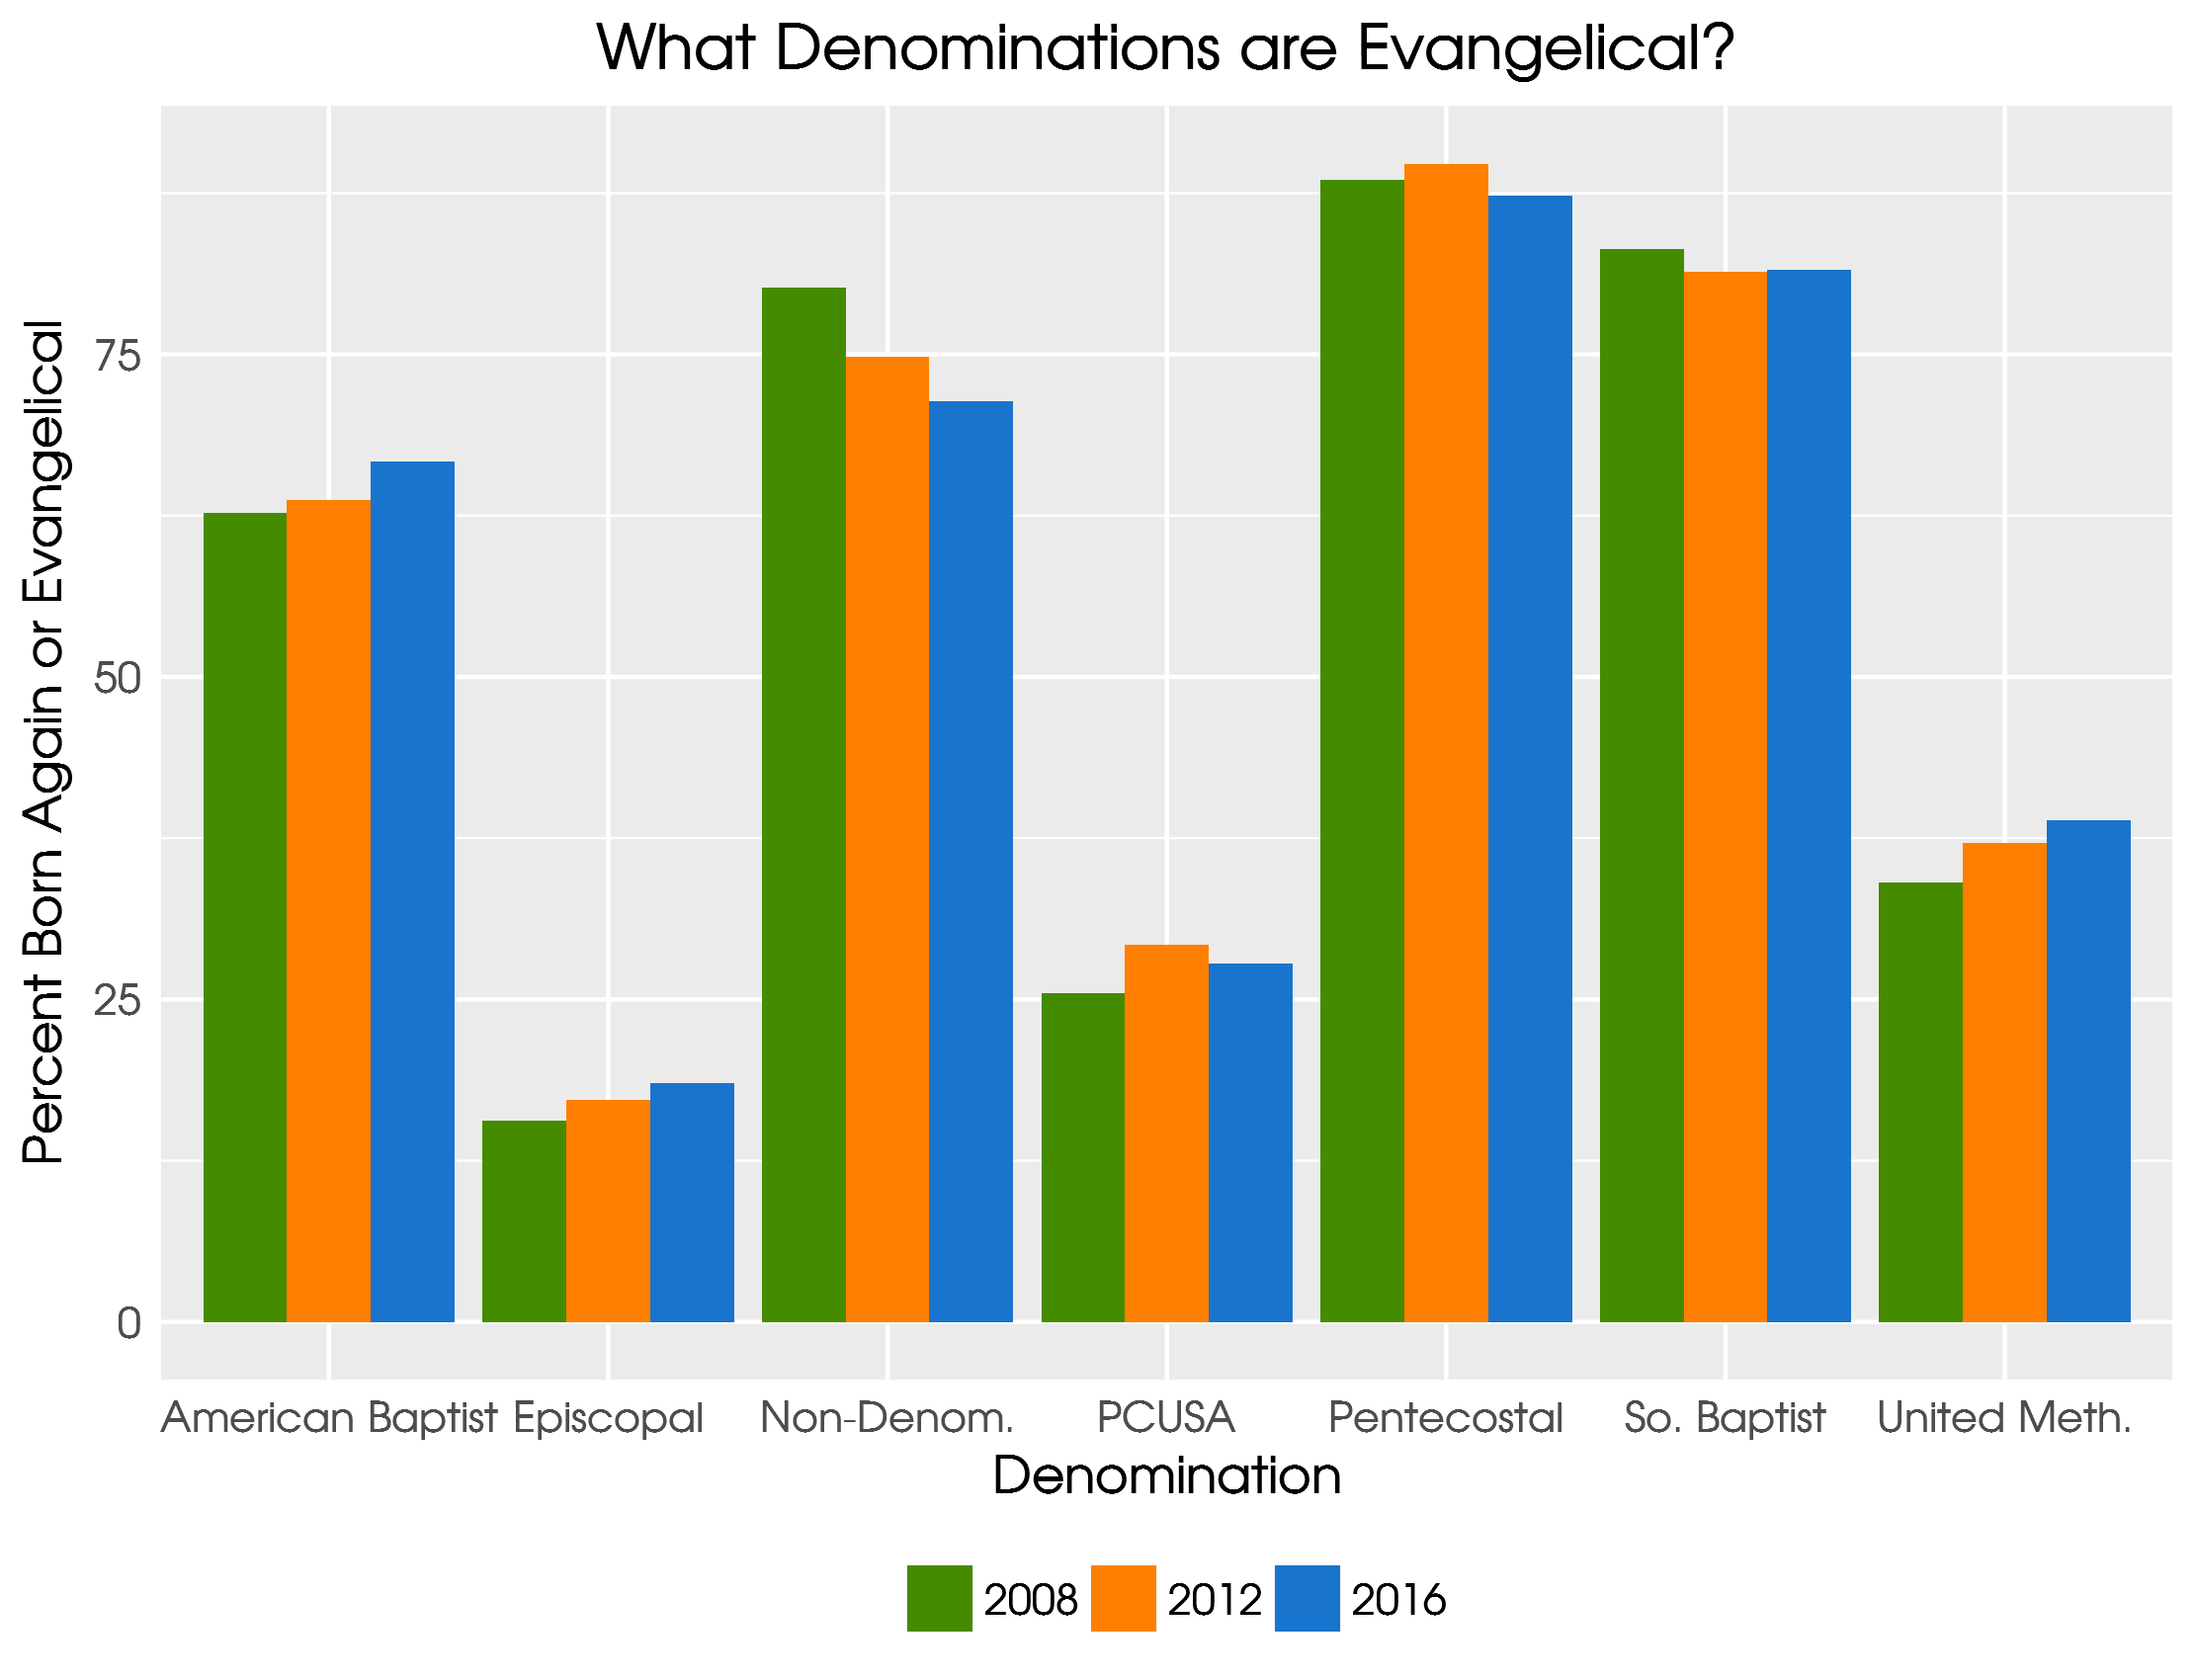 What Denominations are Evangelical?
Percent Born Again or Evangelical
75
50
25
0
American Baptist Episcopal Non-Denom. PCUSA Pentecostal So. Baptist United Meth.
Denomination
2008 2012 2016